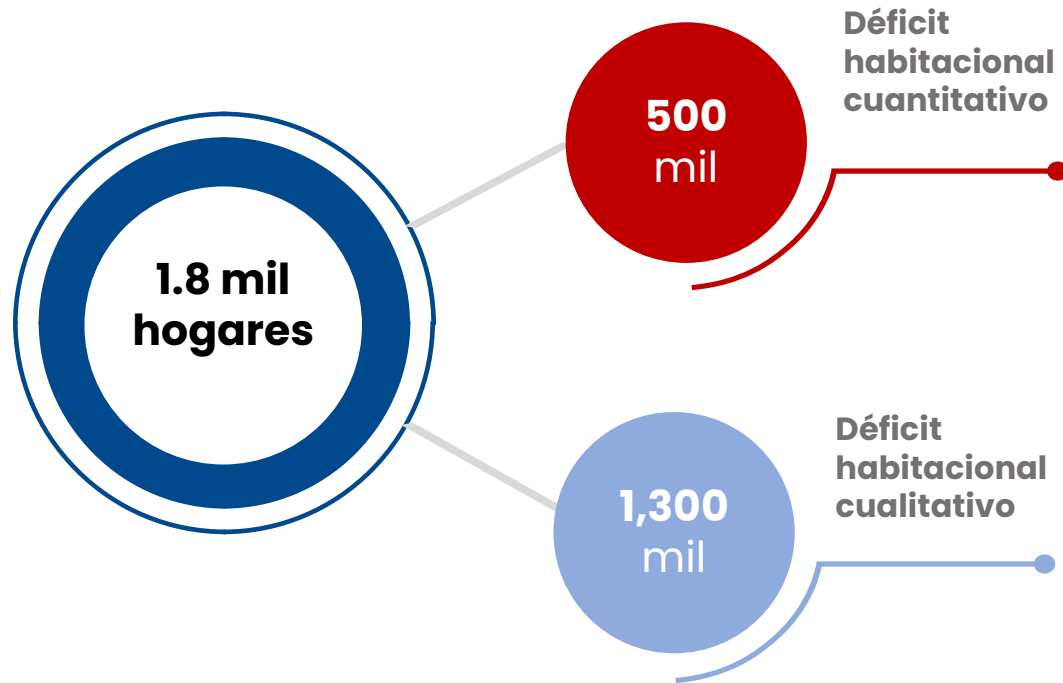 1.8 mil
hogares
500
mil
Déficit
habitacional
cuantitativo
1,300
mil
Déficit
habitacional
cualitativo